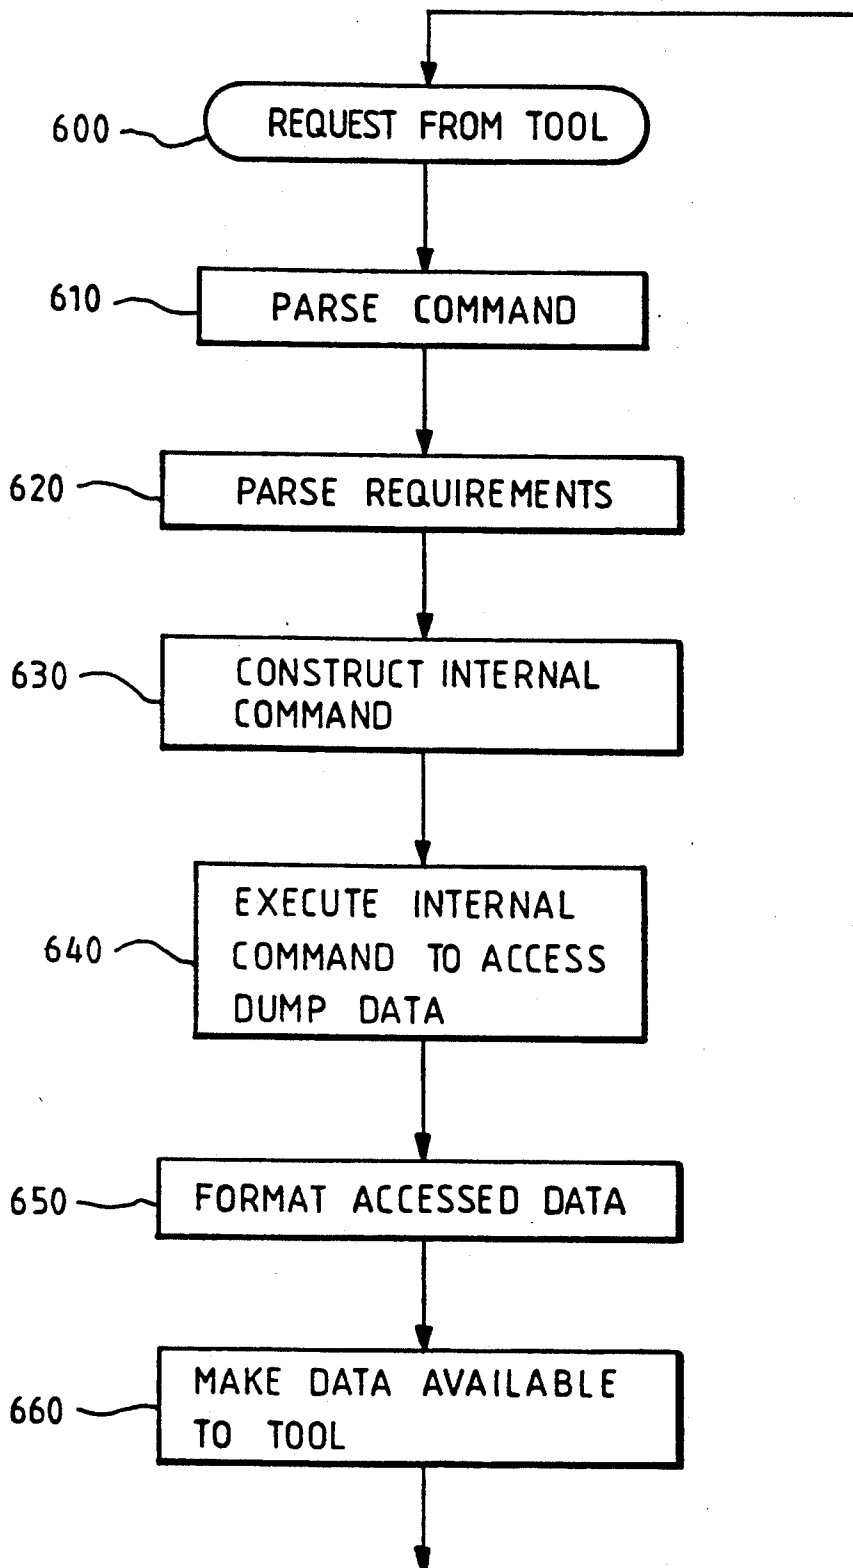 600 REQUEST FROM TOOL
610 PARSE COMMAND
620 PARSE REQUIREMENTS
630 CONSTRUCT INTERNAL
COMMAND
640 EXECUTE INTERNAL
COMMAND TO ACCESS
DUMP DATA
650 FORMAT ACCESSED DATA
660 MAKE DATA AVAILABLE
TO TOOL